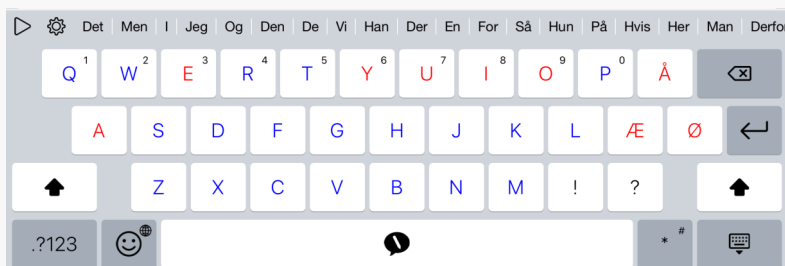 Det Men I Jeg Og Den De Vi Han Der En For Så Hun På Hvis Her Man Derfo
Q 1 W 2 E 3 R 4 T 5 Y 6 U 7 I 8 O 9 P 0 Å
A S D F G H J K L Æ Ø
Z X C V B N M ! ?
.?123 * #